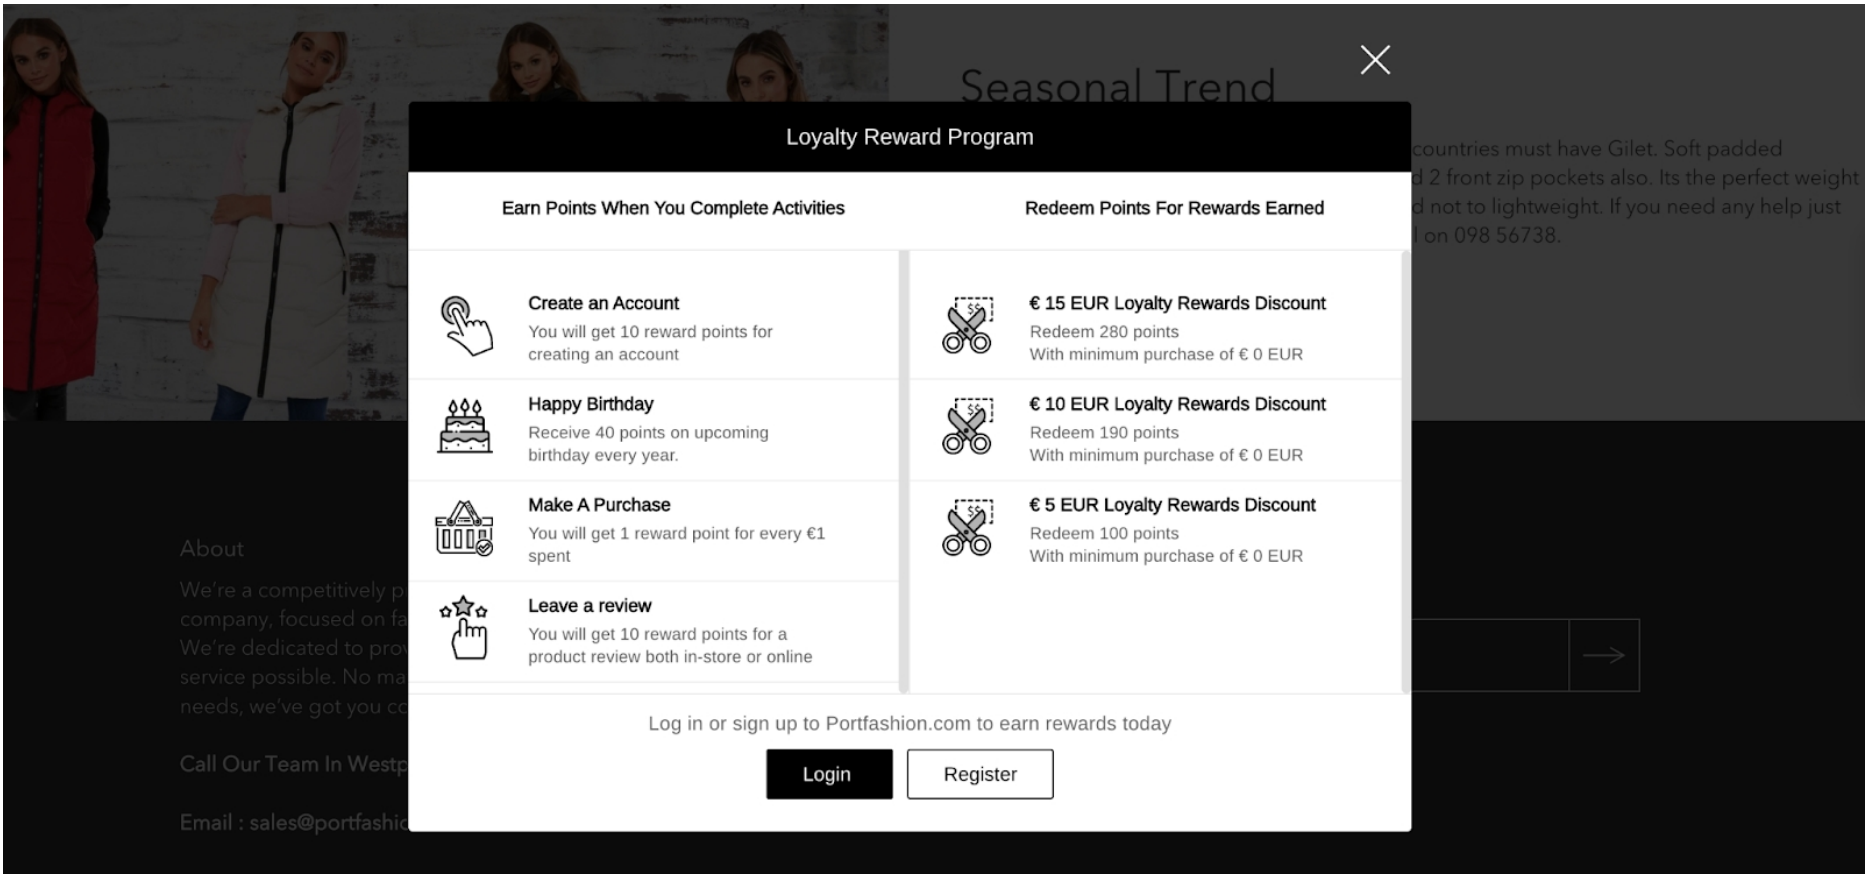 Seasonal Trend
countries must have Gilet. Soft padded
d 2 front zip pockets also. Its the perfect weight
d not to lightweight. If you need any help just
l on 098 56738.
Loyalty Reward Program
Earn Points When You Complete Activities
Create an Account
You will get 10 reward points for
creating an account
Happy Birthday
Receive 40 points on upcoming
birthday every year.
Make A Purchase
You will get 1 reward point for every €1
spent
Leave a review
You will get 10 reward points for a
product review both in-store or online
Redeem Points For Rewards Earned
$$
€ 15 EUR Loyalty Rewards Discount
Redeem 280 points
With minimum purchase of € 0 EUR
$$
€ 10 EUR Loyalty Rewards Discount
Redeem 190 points
With minimum purchase of € 0 EUR
$$
€ 5 EUR Loyalty Rewards Discount
Redeem 100 points
With minimum purchase of € 0 EUR
Log in or sign up to Portfashion.com to earn rewards today
Login
Register
About
We're a competitively p
company, focused on fa
We're dedicated to prov
service possible. No ma
needs, we've got you co
Call Our Team In Westp
Email : sales@portfashio